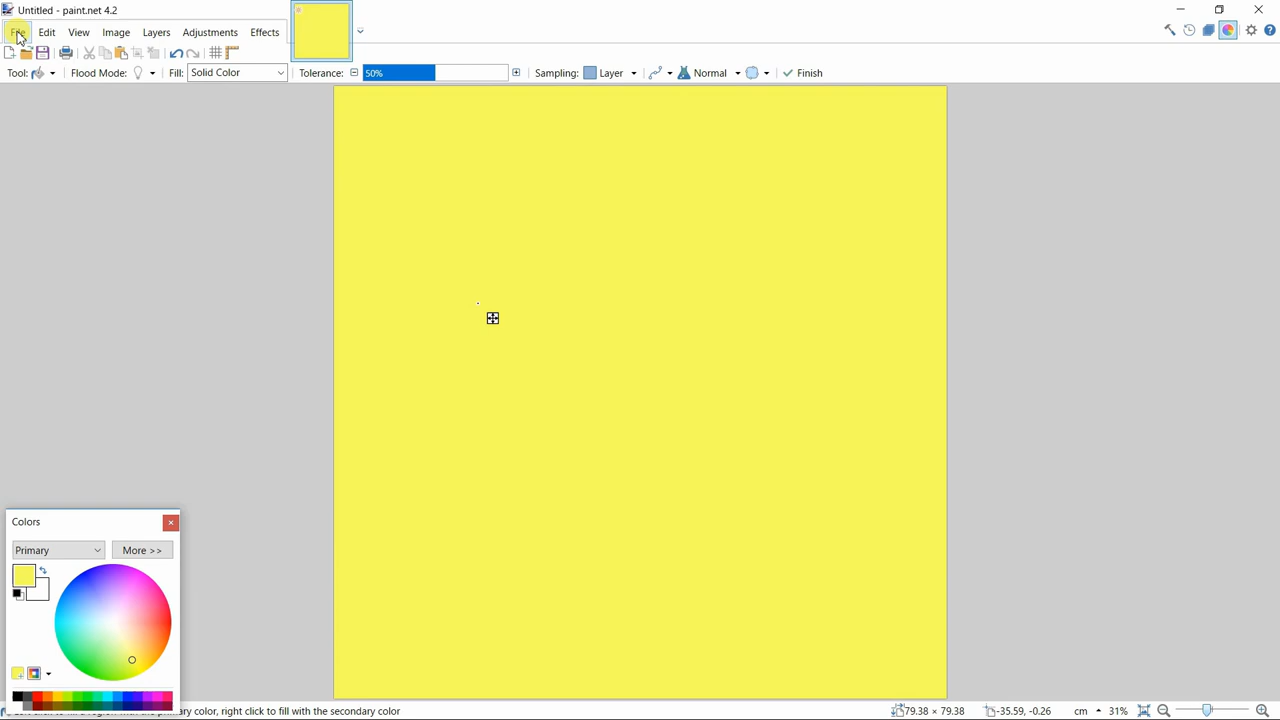 Untitled - paint.net 4.2
File Edit View Image Layers Adjustments Effects
Tool: Flood Mode: Fill: Solid Color Tolerance: 50% Sampling: Layer Normal Finish
Colors
Primary More >>
primary color, right click to fill with the secondary color
79.38 × 79.38 -35.59, -0.26 cm 31%